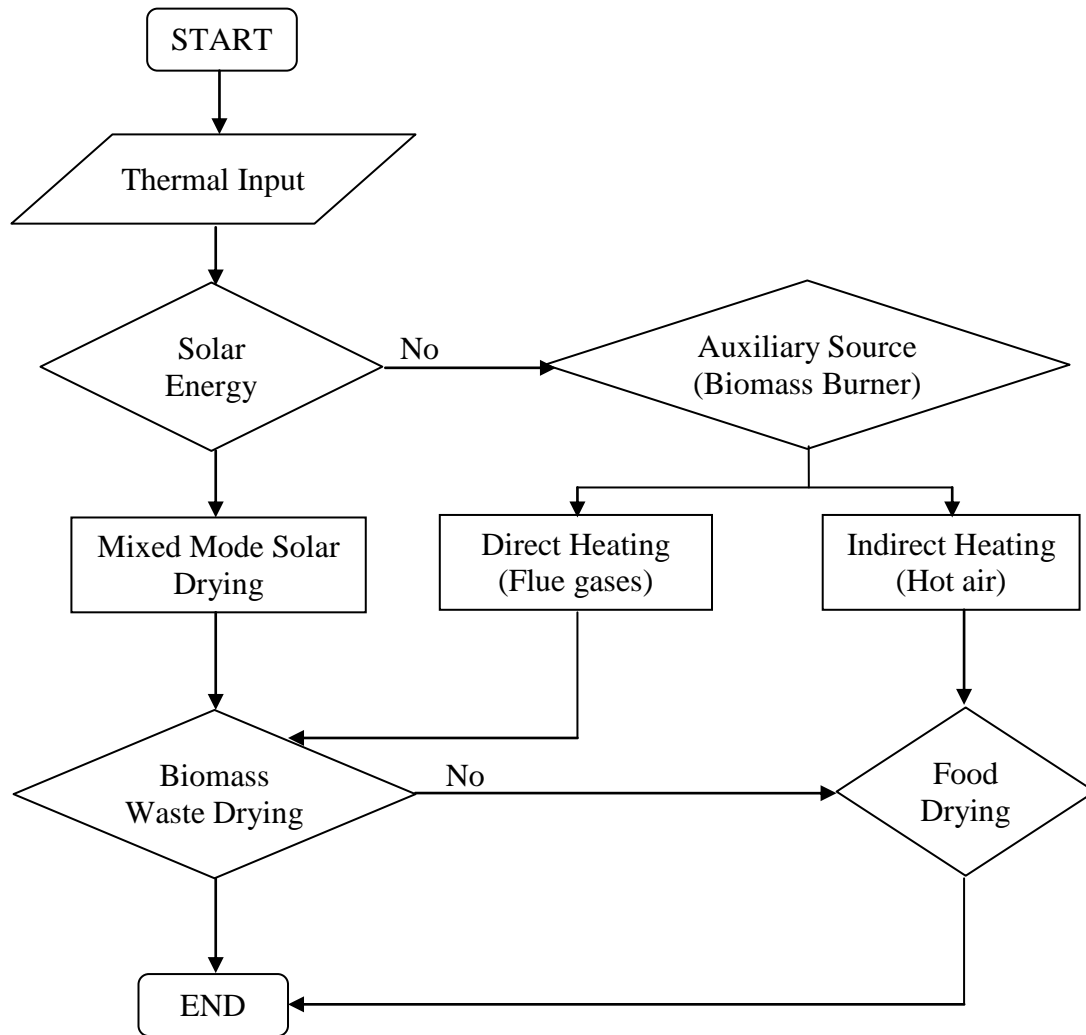 START
Thermal Input
Solar
Energy
No
Auxiliary Source
(Biomass Burner)
Mixed Mode Solar
Drying
Direct Heating
(Flue gases)
Indirect Heating
(Hot air)
Biomass
Waste Drying
No
Food
Drying
END